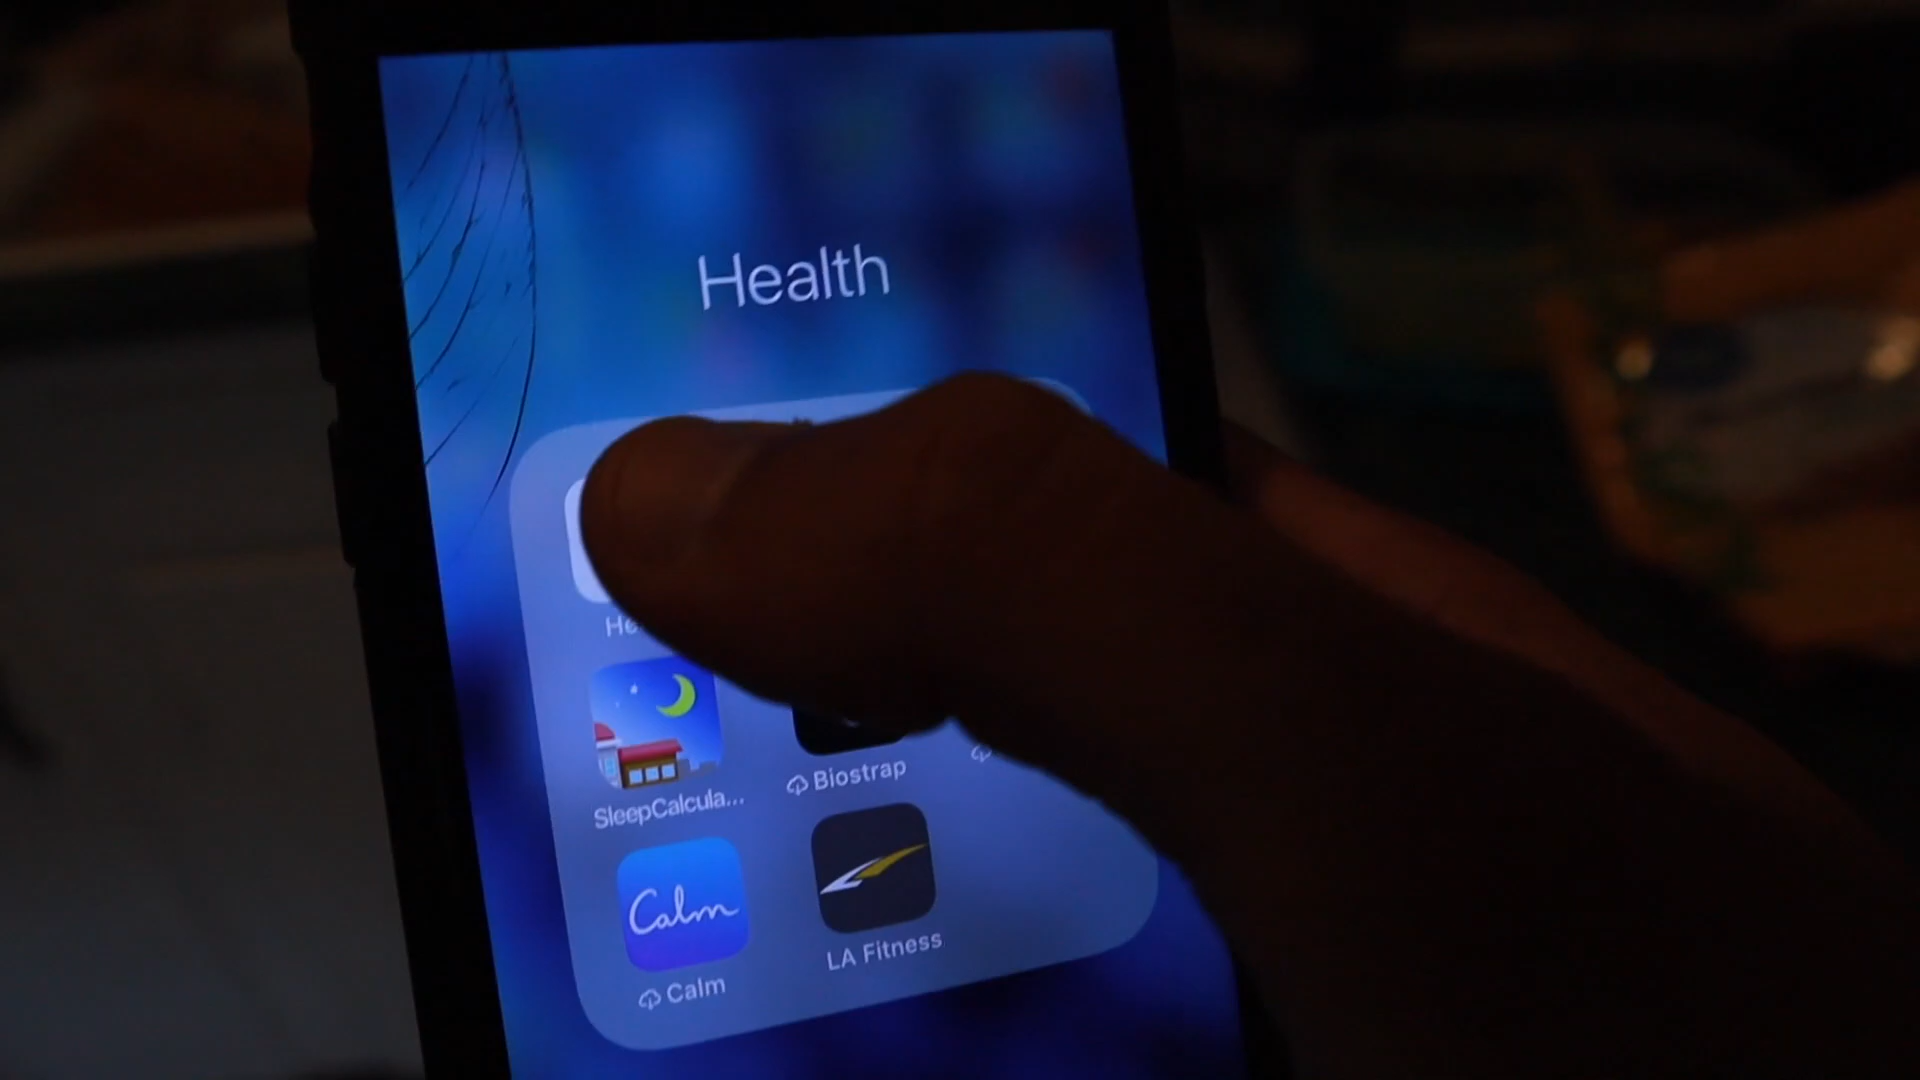 Health
SleepCalcula...
Biostrap
Calm
Calm
LA Fitness